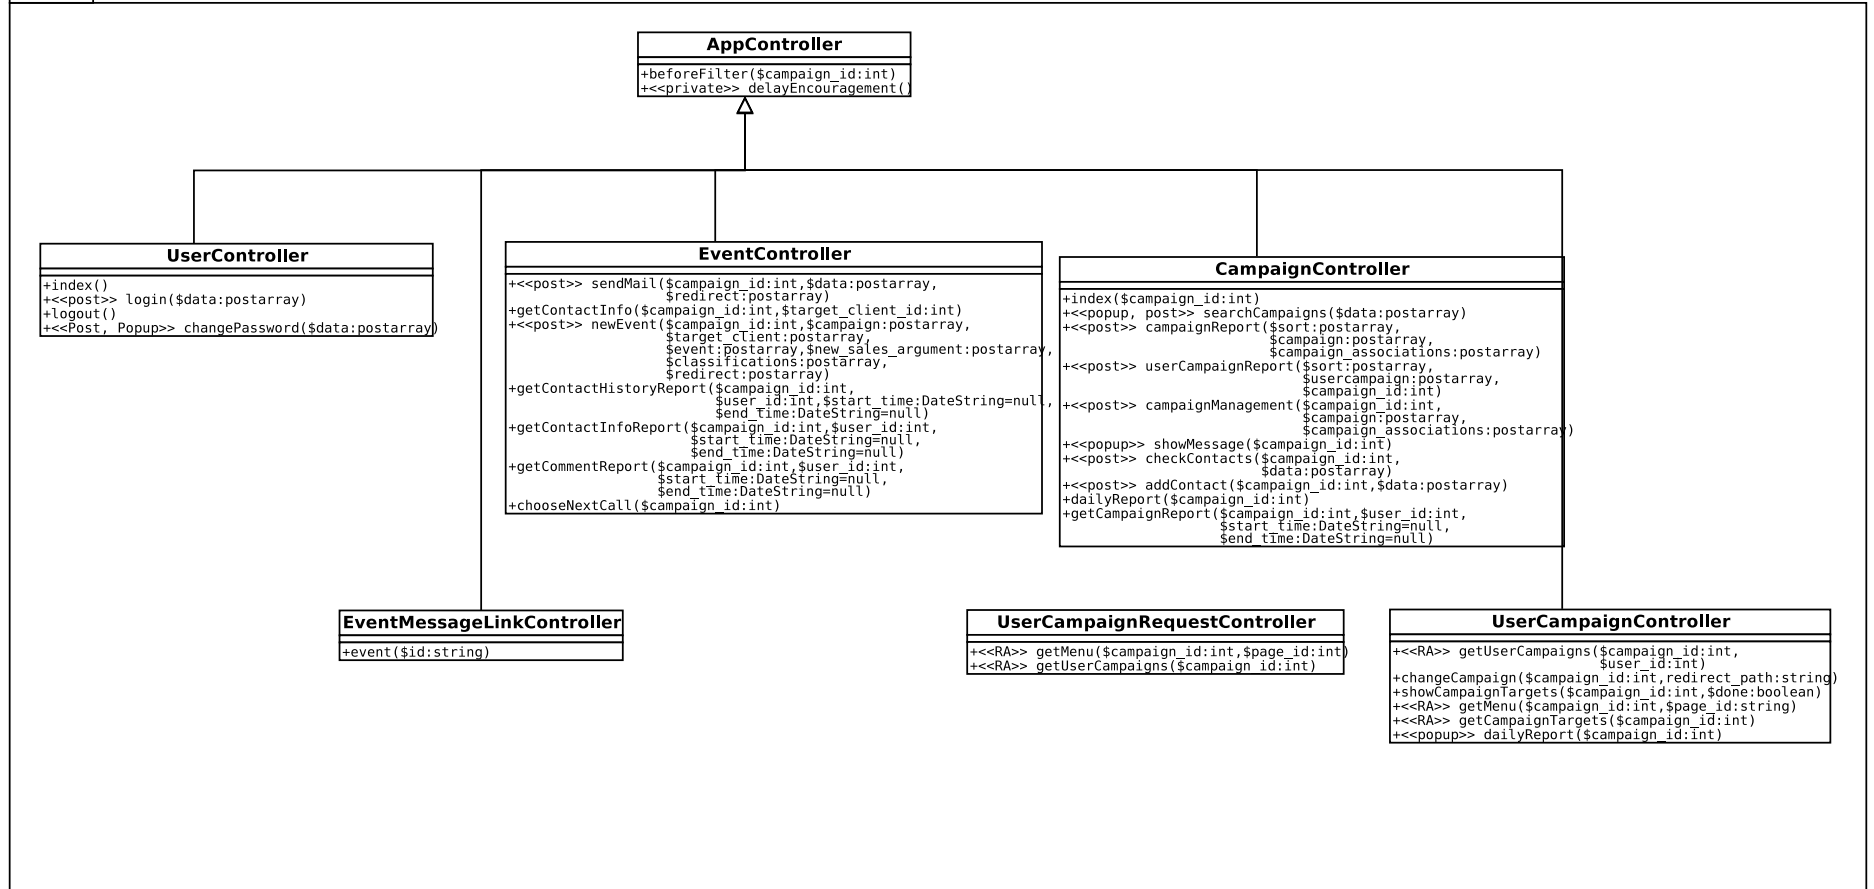 AppController
+beforeFilter($campaign_id:int)
+<<private>> delayEncouragement()
UserController
+index()
+<<post>> login($data:postarray)
+logout()
+<<Post, Popup>> changePassword($data:postarray)
EventController
+<<post>> sendMail($campaign_id:int,$data:postarray,
$redirect:postarray)
+getContactInfo($campaign_id:int,$target_client_id:int)
+<<post>> newEvent($campaign_id:int,$campaign:postarray,
$target_client:postarray,
$event:postarray,$new_sales_argument:postarray,
$classifications:postarray,
$redirect:postarray)
+getContactHistoryReport($campaign_id:int,
$user_id:int,$start_time:DateString=null,
$end_time:DateString=null)
+getContactInfoReport($campaign_id:int,$user_id:int,
$start_time:DateString=null,
$end_time:DateString=null)
+getCommentReport($campaign_id:int,$user_id:int,
$start_time:DateString=null,
$end_time:DateString=null)
+chooseNextCall($campaign_id:int)
CampaignController
+index($campaign_id:int)
+<<popup, post>> searchCampaigns($data:postarray)
+<<post>> campaignReport($sort:postarray,
$campaign:postarray,
$campaign_associations:postarray)
+<<post>> userCampaignReport($sort:postarray,
$usercampaign:postarray,
$campaign_id:int)
+<<post>> campaignManagement($campaign_id:int,
$campaign:postarray,
$campaign_associations:postarray)
+<<popup>> showMessage($campaign_id:int)
+<<post>> checkContacts($campaign_id:int,
$data:postarray)
+<<post>> addContact($campaign_id:int,$data:postarray)
+dailyReport($campaign_id:int)
+getCampaignReport($campaign_id:int,$user_id:int,
$start_time:DateString=null,
$end_time:DateString=null)
EventMessageLinkController
+event($id:string)
UserCampaignRequestController
+<<RA>> getMenu($campaign_id:int,$page_id:int)
+<<RA>> getUserCampaigns($campaign_id:int)
UserCampaignController
+<<RA>> getUserCampaigns($campaign_id:int,
$user_id:int)
+changeCampaign($campaign_id:int,redirect_path:string)
+showCampaignTargets($campaign_id:int,$done:boolean)
+<<RA>> getMenu($campaign_id:int,$page_id:string)
+<<RA>> getCampaignTargets($campaign_id:int)
+<<popup>> dailyReport($campaign_id:int)